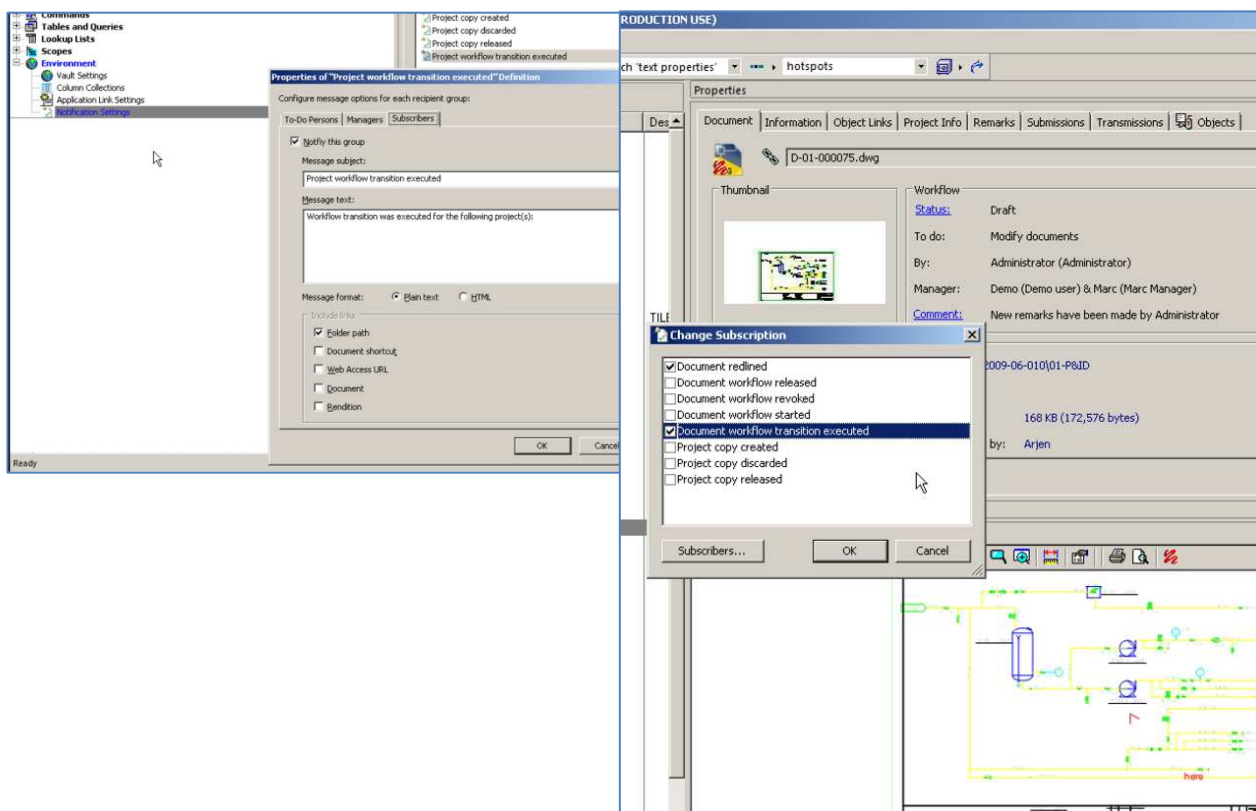 Commands
Tables and Queries
Lookup Lists
Scopes
Environment
Vault Settings
Column Collections
Application Link Settings
Notification Settings
Project copy created
Project copy discarded
Project copy released
Project workflow transition executed
Properties of "Project workflow transition executed" Definition
Configure message options for each recipient group:
To-Do Persons Managers Subscribers
Notfiy this group
Message subject:
Project workflow transition executed
Message text:
Workflow transition was executed for the following project(s):
Message format: Plain text HTML
Include links
Folder path
Document shortcut
Web Access URL
Document
Rendition
OK Cance
Ready
RODUCTION USE)
ch 'text properties' hotspots
Properties
Des
Document Information Object Links Project Info Remarks Submissions Transmissions Objects
D-01-000075.dwg
Thumbnail
Workflow
Status: Draft
To do: Modify documents
By: Administrator (Administrator)
Manager: Demo (Demo user) & Marc (Marc Manager)
Comment: New remarks have been made by Administrator
TILE
Change Subscription
Document redlined
Document workflow released
Document workflow revoked
Document workflow started
Document workflow transition executed
Project copy created
Project copy discarded
Project copy released
Subscribers... OK Cancel
2009-06-010\01-P&ID
168 KB (172,576 bytes)
by: Arjen
here